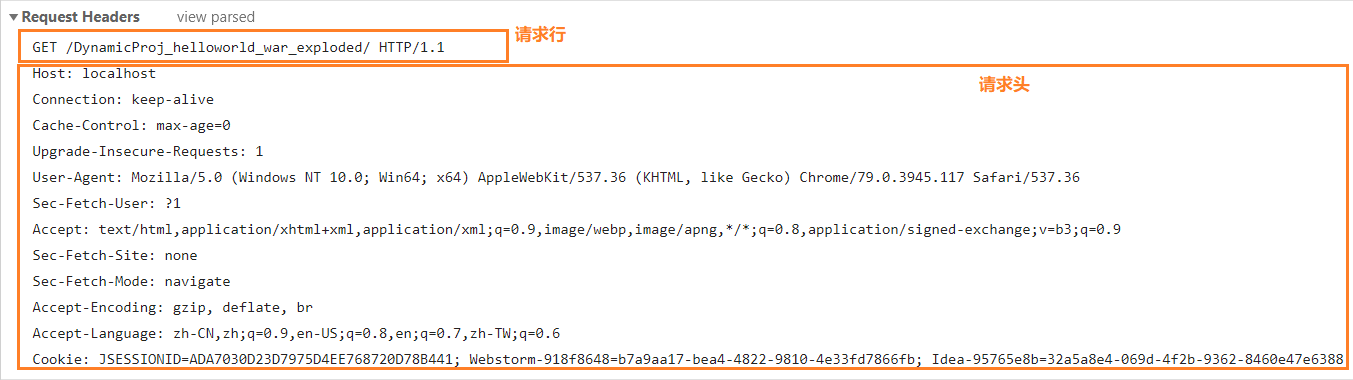 Request Headers view parsed
GET /DynamicProj_helloworld_war_exploded/ HTTP/1.1 请求行
Host: localhost 请求头
Connection: keep-alive
Cache-Control: max-age=0
Upgrade-Insecure-Requests: 1
User-Agent: Mozilla/5.0 (Windows NT 10.0; Win64; x64) AppleWebKit/537.36 (KHTML, like Gecko) Chrome/79.0.3945.117 Safari/537.36
Sec-Fetch-User: ?1
Accept: text/html,application/xhtml+xml,application/xml;q=0.9,image/webp,image/apng,*/*;q=0.8,application/signed-exchange;v=b3;q=0.9
Sec-Fetch-Site: none
Sec-Fetch-Mode: navigate
Accept-Encoding: gzip, deflate, br
Accept-Language: zh-CN,zh;q=0.9,en-US;q=0.8,en;q=0.7,zh-TW;q=0.6
Cookie: JSESSIONID=ADA7030D23D7975D4EE768720D78B441; Webstorm-918f8648=b7a9aa17-bea4-4822-9810-4e33fd7866fb; Idea-95765e8b=32a5a8e4-069d-4f2b-9362-8460e47e6388